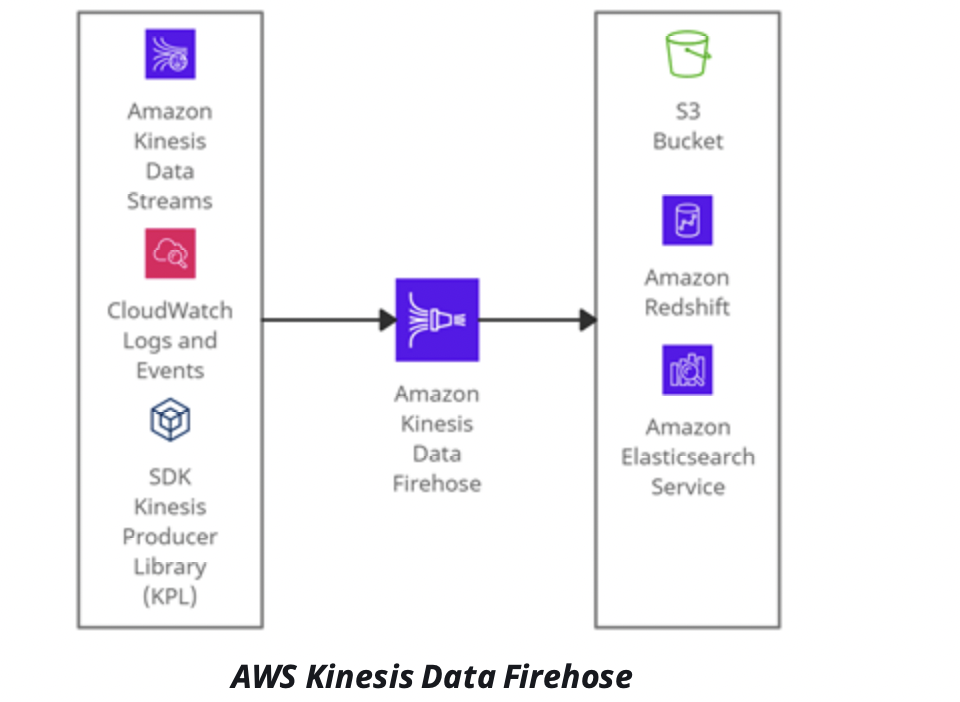 Amazon
Kinesis
Data
Streams
CloudWatch
Logs and
Events
SDK
Kinesis
Producer
Library
(KPL)
Amazon
Kinesis
Data
Firehose
S3
Bucket
Amazon
Redshift
Amazon
Elasticsearch
Service
AWS Kinesis Data Firehose